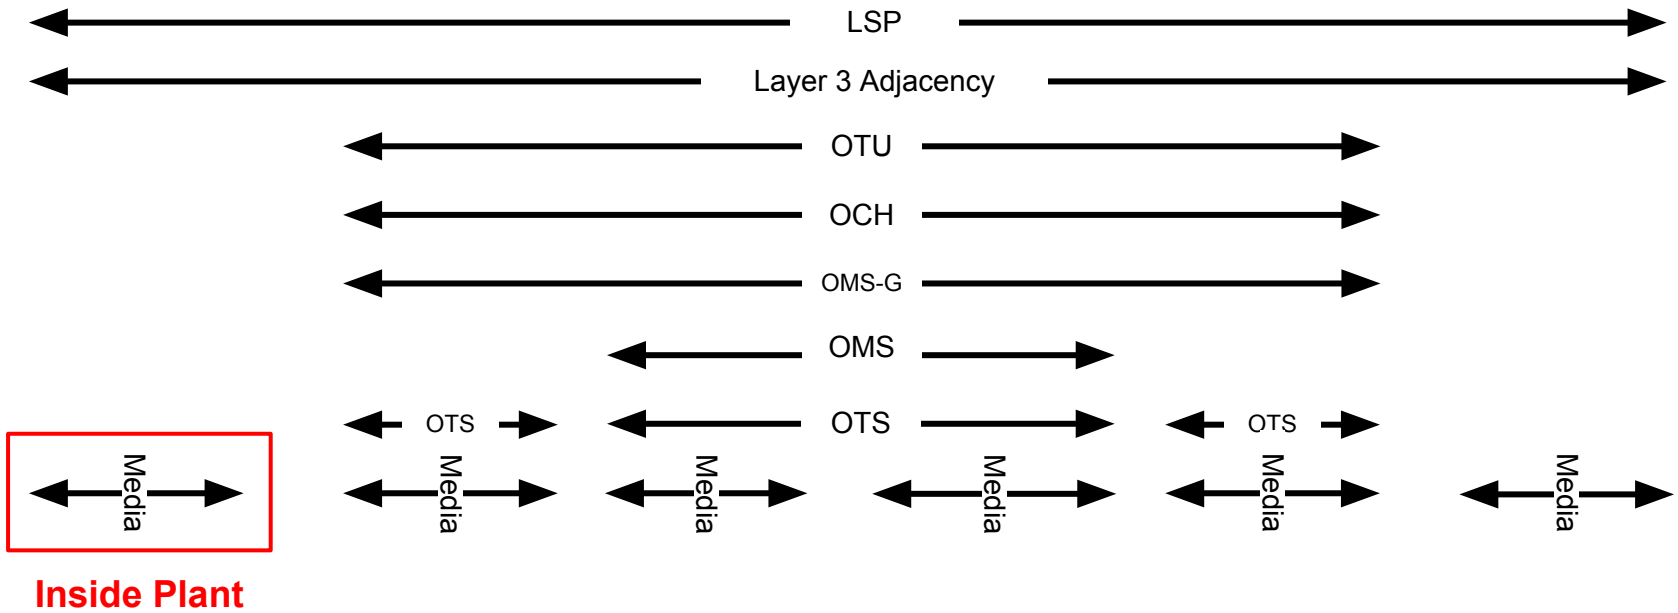 LSP
Layer 3 Adjacency
OTU
OCH
OMS-G
OMS
OTS
OTS
OTS
Media
Media
Media
Media
Media
Media
Inside Plant